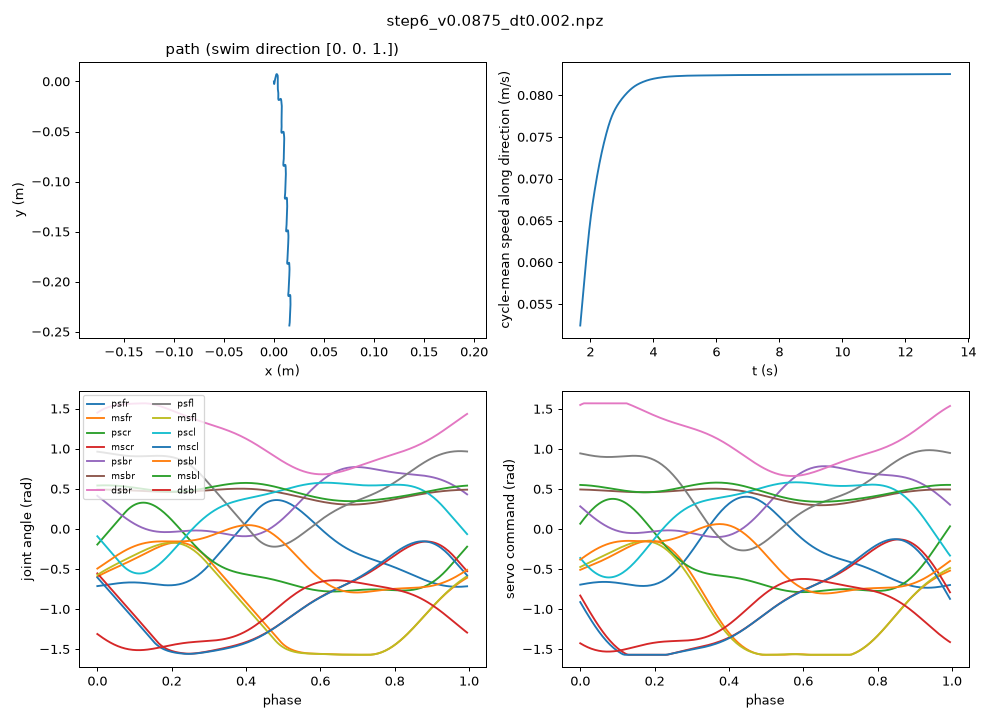 step6_v0.0875_dt0.002.npz
path (swim direction [0. 0. 1.])
0.00
−0.05
−0.10
−0.15
−0.20
−0.25
y (m)
−0.15 −0.10 −0.05 0.00 0.05 0.10 0.15 0.20
x (m)
0.080
0.075
0.070
0.065
0.060
0.055
cycle-mean speed along direction (m/s)
2 4 6 8 10 12 14
t (s)
1.5
1.0
0.5
0.0
−0.5
−1.0
−1.5
joint angle (rad)
psfr psfl
msfr msfl
pscr pscl
mscr mscl
psbr psbl
msbr msbl
dsbr dsbl
0.0 0.2 0.4 0.6 0.8 1.0
phase
1.5
1.0
0.5
0.0
−0.5
−1.0
−1.5
servo command (rad)
0.0 0.2 0.4 0.6 0.8 1.0
phase